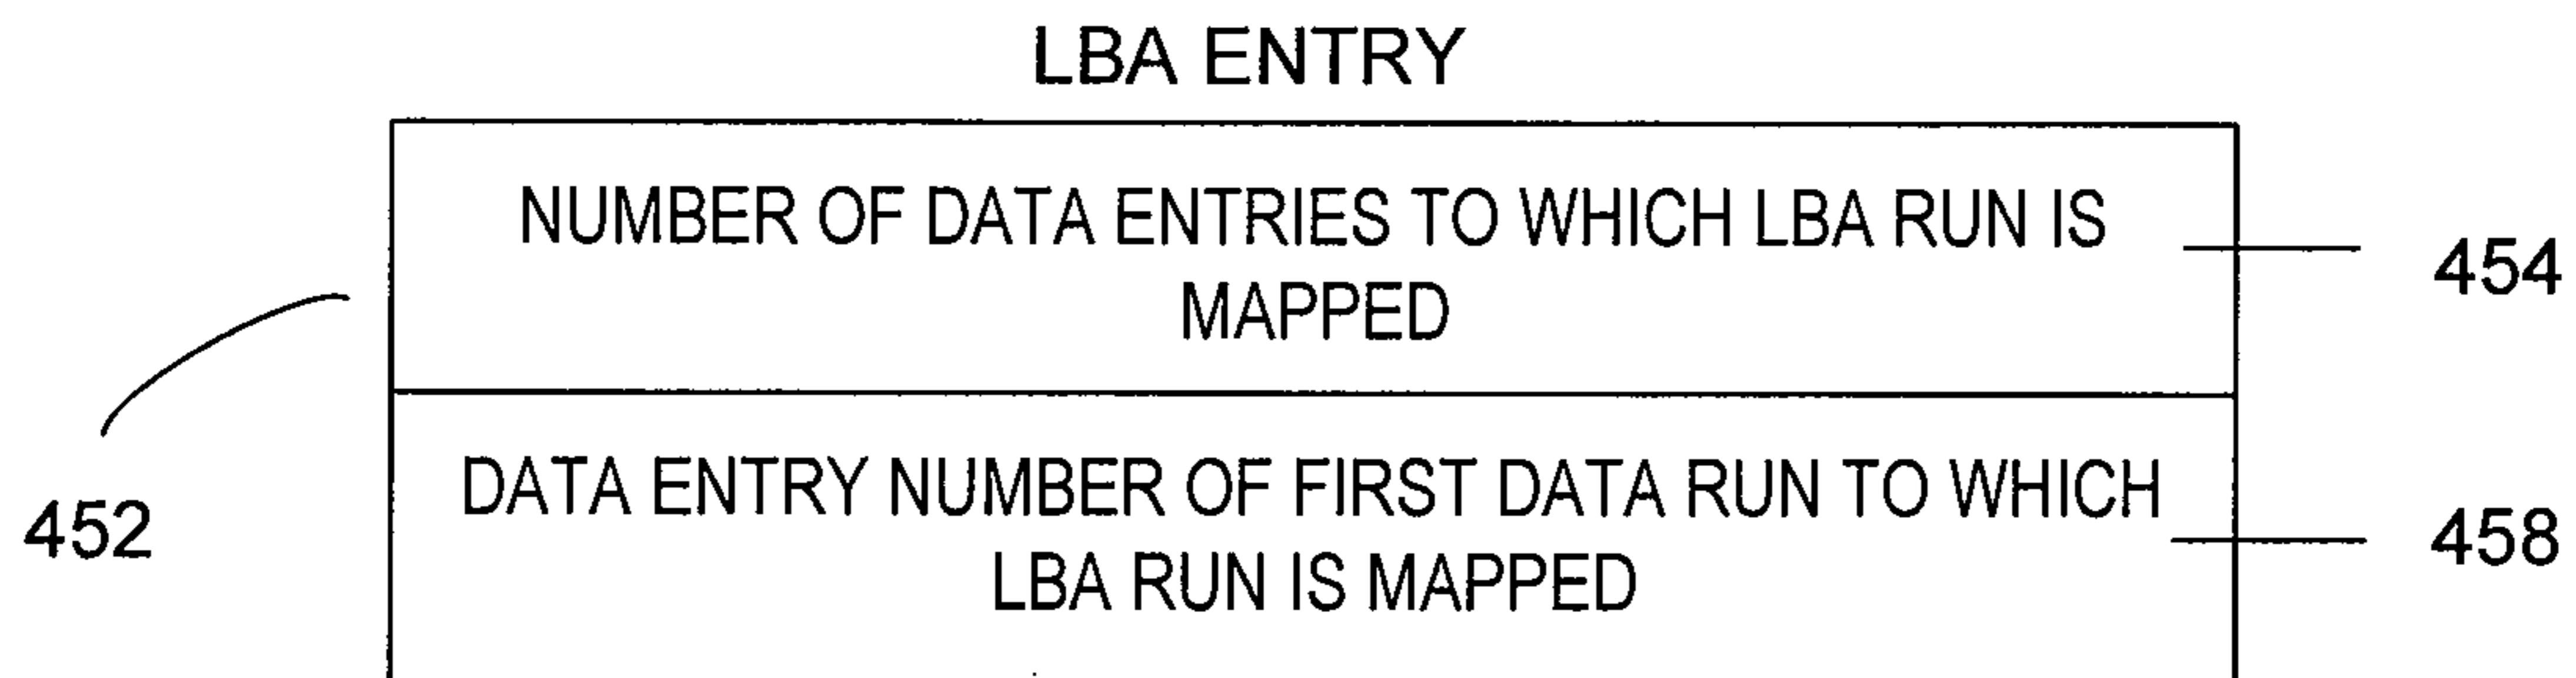 LBA ENTRY
NUMBER OF DATA ENTRIES TO WHICH LBA RUN IS
MAPPED
454
452
DATA ENTRY NUMBER OF FIRST DATA RUN TO WHICH
LBA RUN IS MAPPED
458